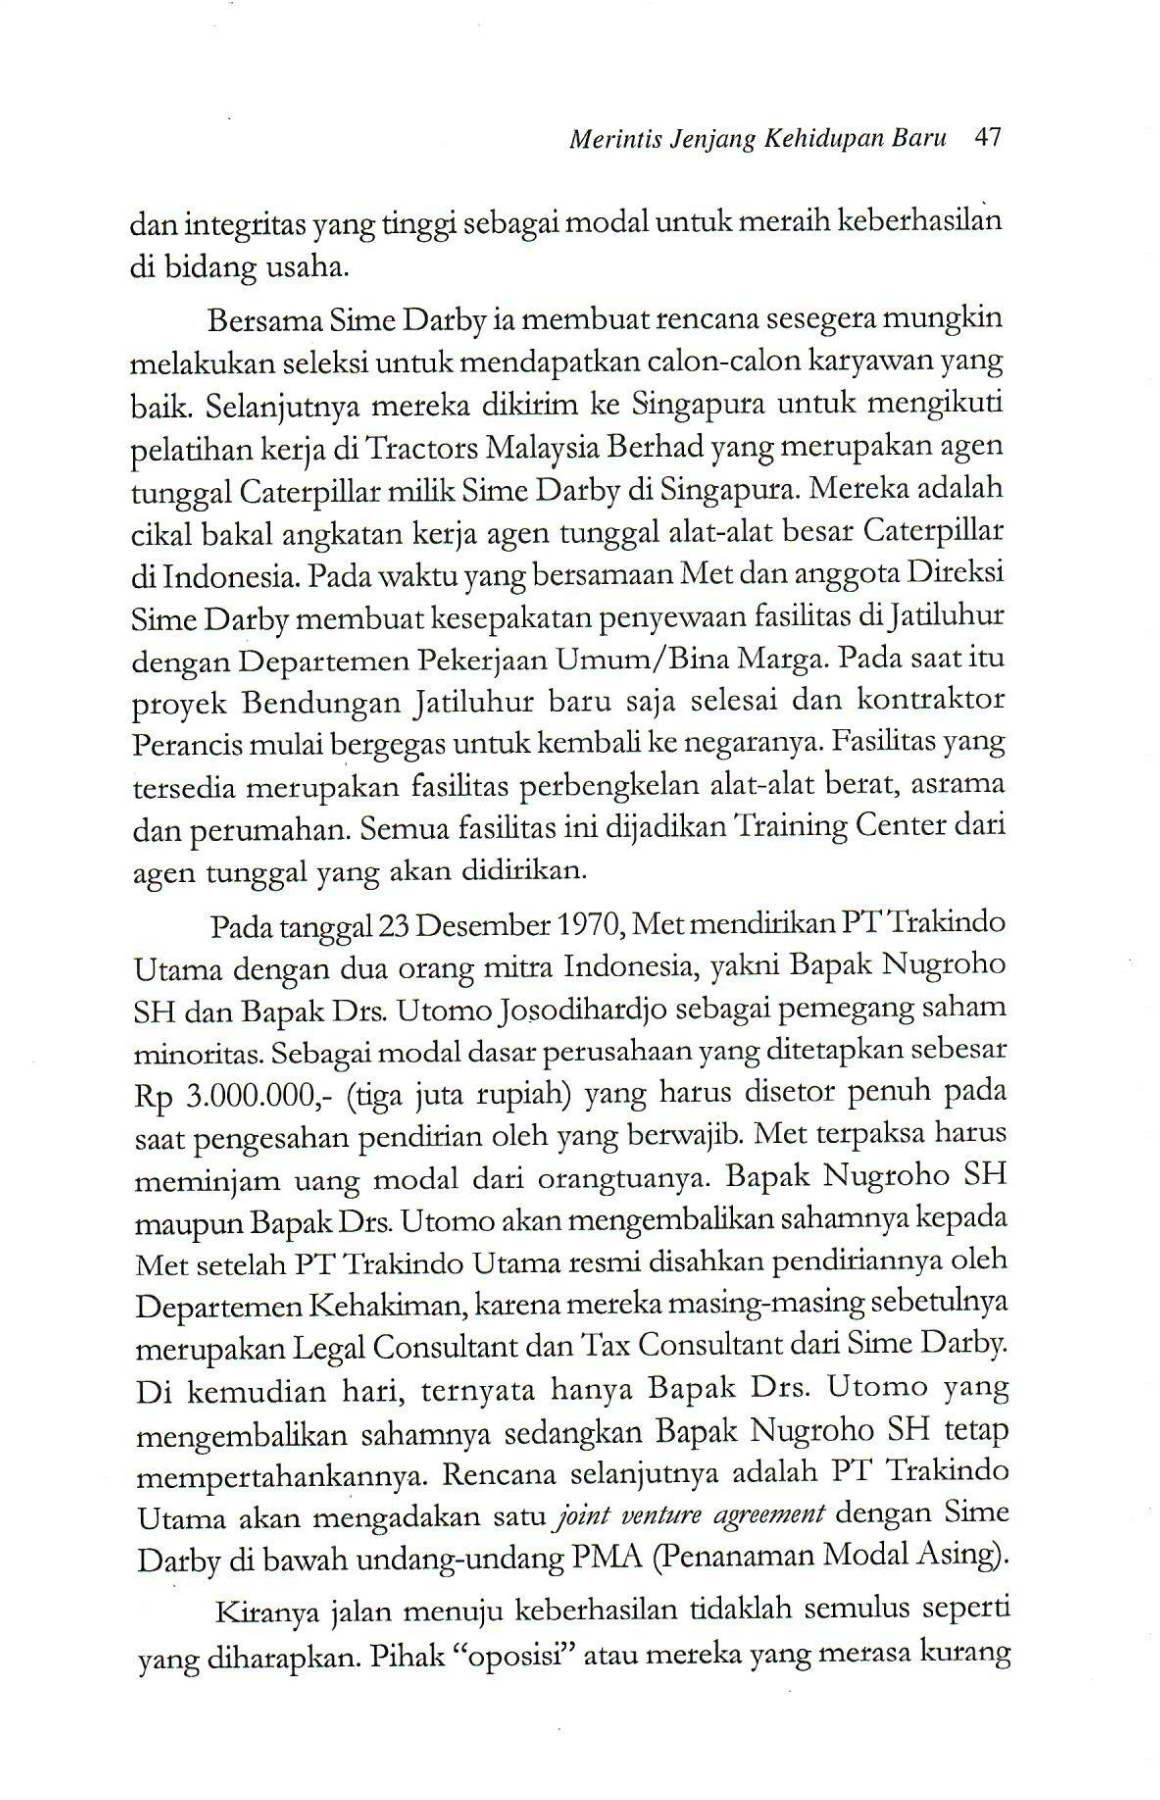 Merintis Jenjang Kehidupan Baru 47
dan integritas yang tinggi sebagai modal untuk meraih keberhasilan
di bidang usaha.
Bersama Sime Darby ia membuat rencana sesegera mungkin
melakukan seleksi untuk mendapatkan calon-calon karyawan yang
baik. Selanjutnya mereka dikirim ke Singapura untuk mengikuti
pelatihan kerja di Tractors Malaysia Berhad yang merupakan agen
tunggal Caterpillar milik Sime Darby di Singapura. Mereka adalah
cikal bakal angkatan kerja agen tunggal alat-alat besar Caterpillar
di Indonesia. Pada waktu yang bersamaan Met dan anggota Direksi
Sime Darby membuat kesepakatan penyewaan fasilitas di Jatiluhur
dengan Departemen Pekerjaan Umum/Bina Marga. Pada saat itu
proyek Bendungan Jatiluhur baru saja selesai dan kontraktor
Perancis mulai bergegas untuk kembali ke negaranya. Fasilitas yang
tersedia merupakan fasilitas perbengkelan alat-alat berat, asrama
dan perumahan. Semua fasilitas ini dijadikan Training Center dari
agen tunggal yang akan didirikan.
Pada tanggal 23 Desember 1970, Met mendirikan PT Trakindo
Utama dengan dua orang mitra Indonesia, yakni Bapak Nugroho
SH dan Bapak Drs. Utomo Josodihardjo sebagai pemegang saham
minoritas. Sebagai modal dasar perusahaan yang ditetapkan sebesar
Rp 3.000.000,- (tiga juta rupiah) yang harus disetor penuh pada
saat pengesahan pendirian oleh yang berwajib. Met terpaksa harus
meminjam uang modal dari orangtuanya. Bapak Nugroho SH
maupun Bapak Drs. Utomo akan mengembalikan sahamnya kepada
Met setelah PT Trakindo Utama resmi disahkan pendiriannya oleh
Departemen Kehakiman, karena mereka masing-masing sebetulnya
merupakan Legal Consultant dan Tax Consultant dari Sime Darby.
Di kemudian hari, ternyata hanya Bapak Drs. Utomo yang
mengembalikan sahamnya sedangkan Bapak Nugroho SH tetap
mempertahankannya. Rencana selanjutnya adalah PT Trakindo
Utama akan mengadakan satu joint venture agreement dengan Sime
Darby di bawah undang-undang PMA (Penanaman Modal Asing).
Kiranya jalan menuju keberhasilan tidaklah semulus seperti
yang diharapkan. Pihak “oposisi” atau mereka yang merasa kurang